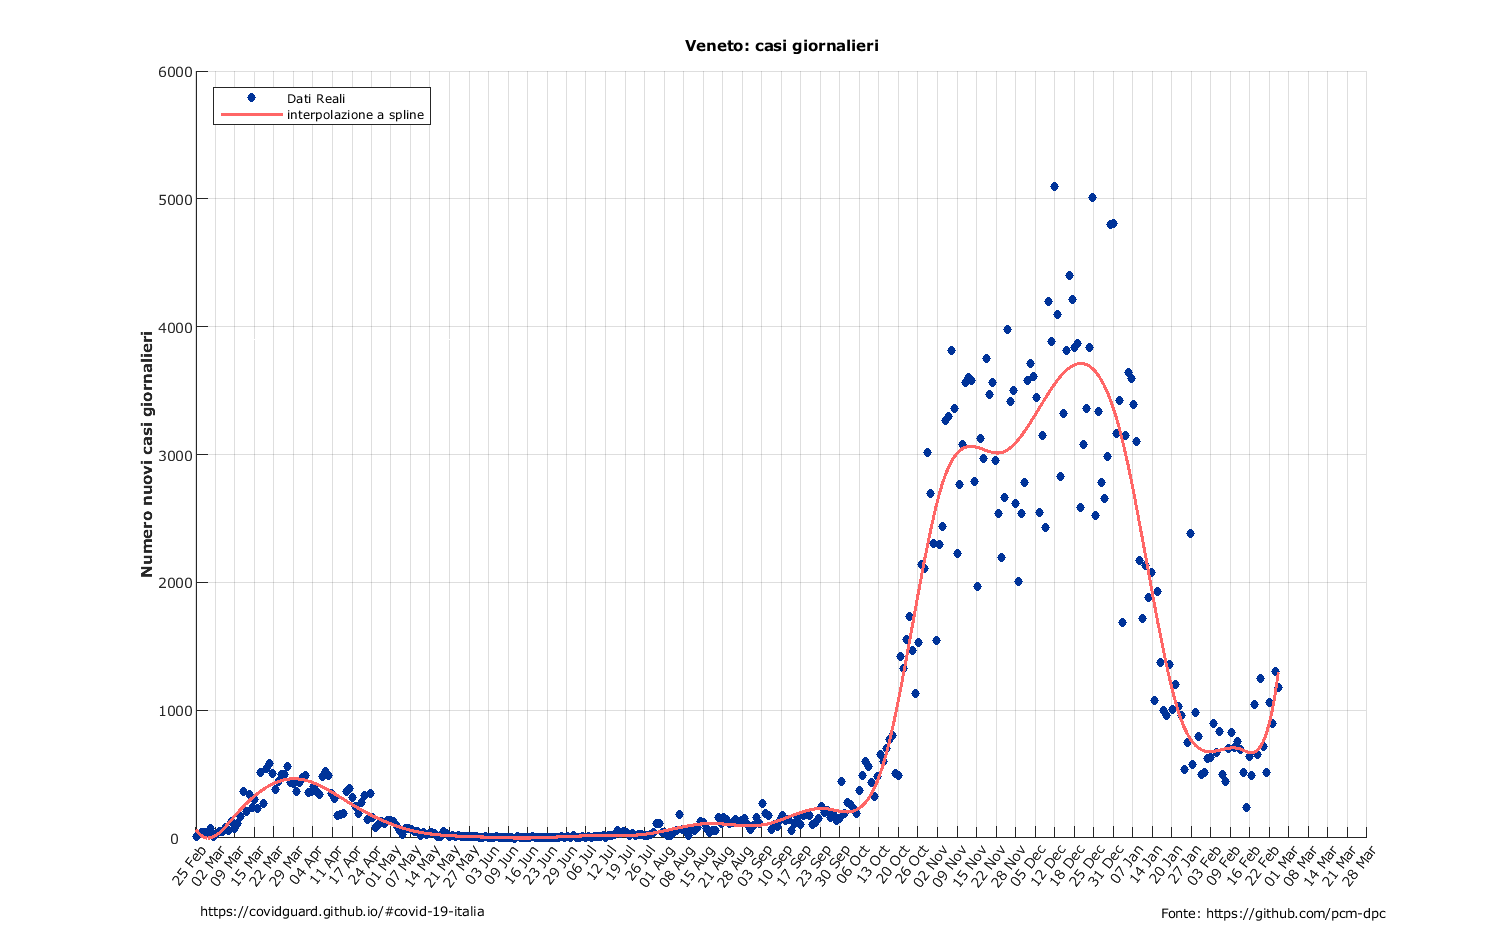 Veneto: casi giornalieri
Dati Reali
interpolazione a spline
Numero nuovi casi giornalieri
6000
5000
4000
3000
2000
1000
0
25 Feb
02 Mar
09 Mar
15 Mar
22 Mar
29 Mar
04 Apr
11 Apr
17 Apr
24 Apr
01 May
07 May
14 May
21 May
27 May
03 Jun
09 Jun
16 Jun
23 Jun
29 Jun
06 Jul
12 Jul
19 Jul
26 Jul
01 Aug
08 Aug
15 Aug
21 Aug
28 Aug
03 Sep
10 Sep
17 Sep
23 Sep
30 Sep
06 Oct
13 Oct
20 Oct
26 Oct
02 Nov
09 Nov
15 Nov
22 Nov
28 Nov
05 Dec
12 Dec
18 Dec
25 Dec
31 Dec
07 Jan
14 Jan
20 Jan
27 Jan
03 Feb
09 Feb
16 Feb
22 Feb
01 Mar
08 Mar
14 Mar
21 Mar
28 Mar
https://covidguard.github.io/#covid-19-italia
Fonte: https://github.com/pcm-dpc